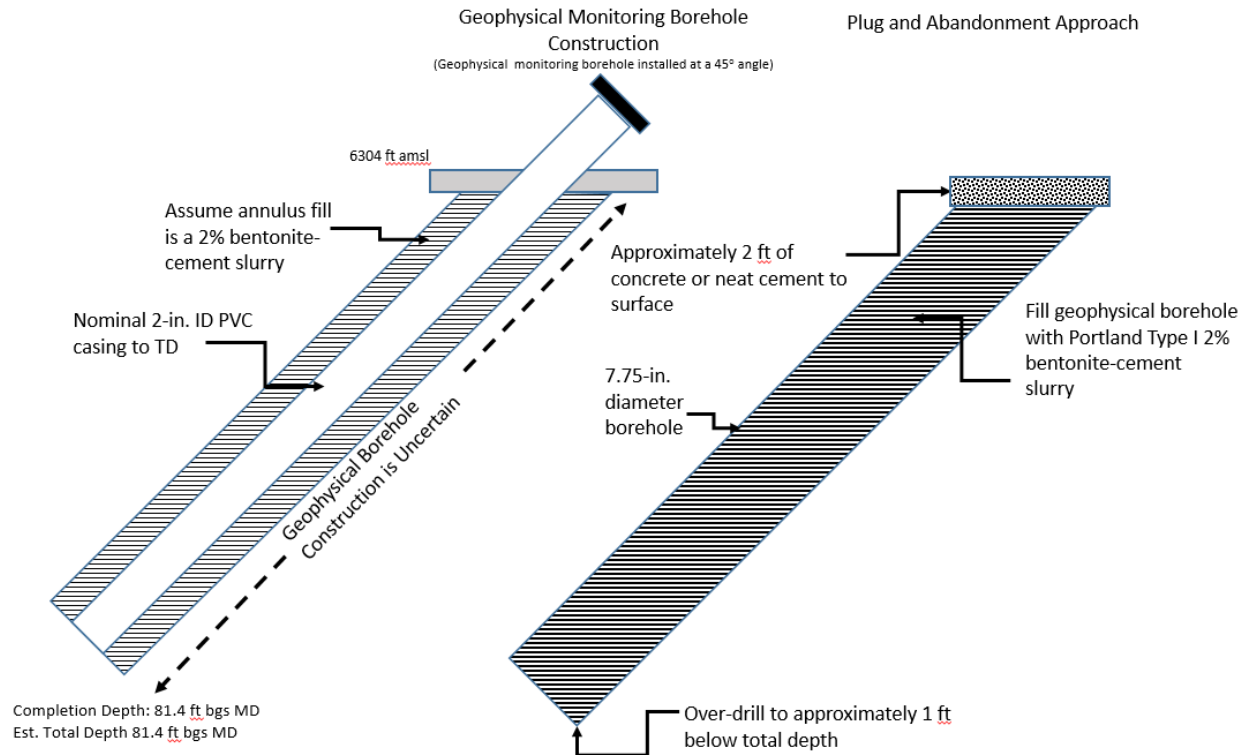 Geophysical Monitoring Borehole
Construction
(Geophysical monitoring borehole installed at a 45° angle)
Plug and Abandonment Approach
6304 ft amsl
Assume annulus fill
is a 2% bentonite-
cement slurry
Nominal 2-in. ID PVC
casing to TD
Geophysical Borehole
Construction is Uncertain
Completion Depth: 81.4 ft bgs MD
Est. Total Depth 81.4 ft bgs MD
Approximately 2 ft of
concrete or neat cement to
surface
7.75-in.
diameter
borehole
Fill geophysical borehole
with Portland Type I 2%
bentonite-cement
slurry
Over-drill to approximately 1 ft
below total depth